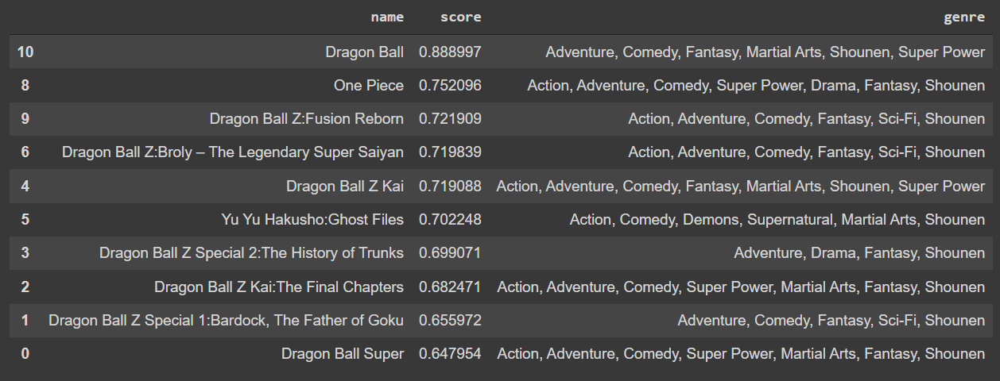 name score genre
10 Dragon Ball 0.888997 Adventure, Comedy, Fantasy, Martial Arts, Shounen, Super Power
8 One Piece 0.752096 Action, Adventure, Comedy, Super Power, Drama, Fantasy, Shounen
9 Dragon Ball Z:Fusion Reborn 0.721909 Action, Adventure, Comedy, Fantasy, Sci-Fi, Shounen
6 Dragon Ball Z:Broly – The Legendary Super Saiyan 0.719839 Action, Adventure, Comedy, Fantasy, Sci-Fi, Shounen
4 Dragon Ball Z Kai 0.719088 Action, Adventure, Comedy, Fantasy, Martial Arts, Shounen, Super Power
5 Yu Yu Hakusho:Ghost Files 0.702248 Action, Comedy, Demons, Supernatural, Martial Arts, Shounen
3 Dragon Ball Z Special 2:The History of Trunks 0.699071 Adventure, Drama, Fantasy, Shounen
2 Dragon Ball Z Kai:The Final Chapters 0.682471 Action, Adventure, Comedy, Super Power, Martial Arts, Fantasy, Shounen
1 Dragon Ball Z Special 1:Bardock, The Father of Goku 0.655972 Adventure, Comedy, Fantasy, Sci-Fi, Shounen
0 Dragon Ball Super 0.647954 Action, Adventure, Comedy, Super Power, Martial Arts, Fantasy, Shounen